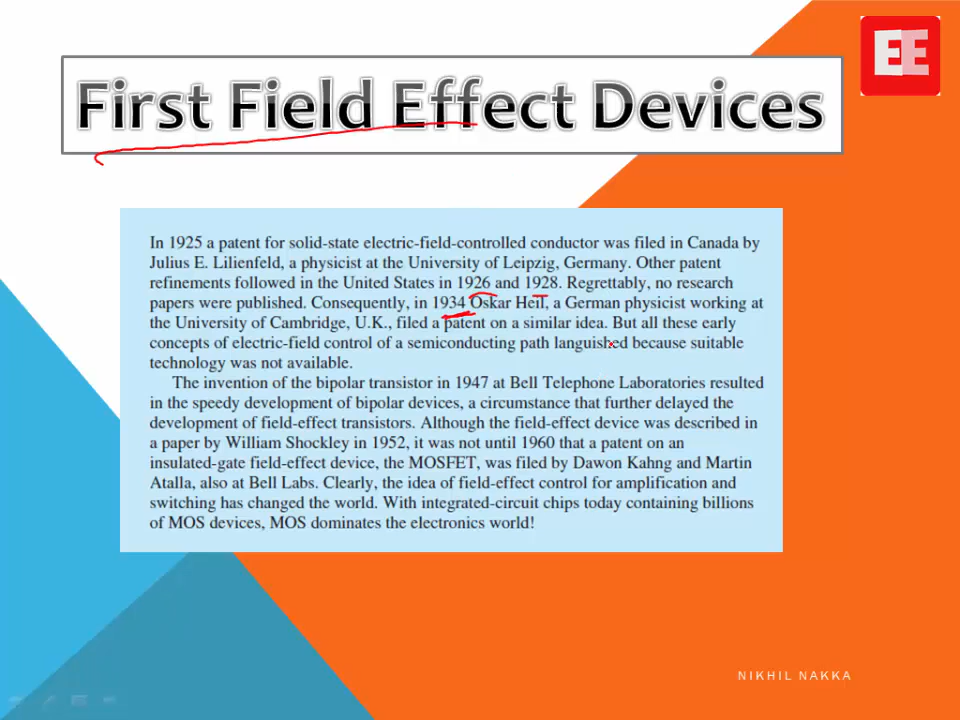 EE
First Field Effect Devices
In 1925 a patent for solid-state electric-field-controlled conductor was filed in Canada by
Julius E. Lilienfeld, a physicist at the University of Leipzig, Germany. Other patent
refinements followed in the United States in 1926 and 1928. Regrettably, no research
papers were published. Consequently, in 1934 Oskar Heil, a German physicist working at
the University of Cambridge, U.K., filed a patent on a similar idea. But all these early
concepts of electric-field control of a semiconducting path languished because suitable
technology was not available.
The invention of the bipolar transistor in 1947 at Bell Telephone Laboratories resulted
in the speedy development of bipolar devices, a circumstance that further delayed the
development of field-effect transistors. Although the field-effect device was described in
a paper by William Shockley in 1952, it was not until 1960 that a patent on an
insulated-gate field-effect device, the MOSFET, was filed by Dawon Kahng and Martin
Atalla, also at Bell Labs. Clearly, the idea of field-effect control for amplification and
switching has changed the world. With integrated-circuit chips today containing billions
of MOS devices, MOS dominates the electronics world!
NIKHIL NAKKA